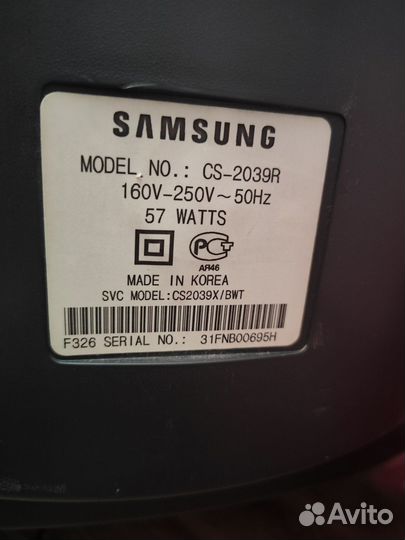 SAMSUNG
MODEL NO.: CS-2039R
160V-250V~50Hz
57 WATTS
АЯ46
MADE IN KOREA
SVC MODEL:CS2039X/BWT
F326 SERIAL NO.: 31FNB00695H
Avito